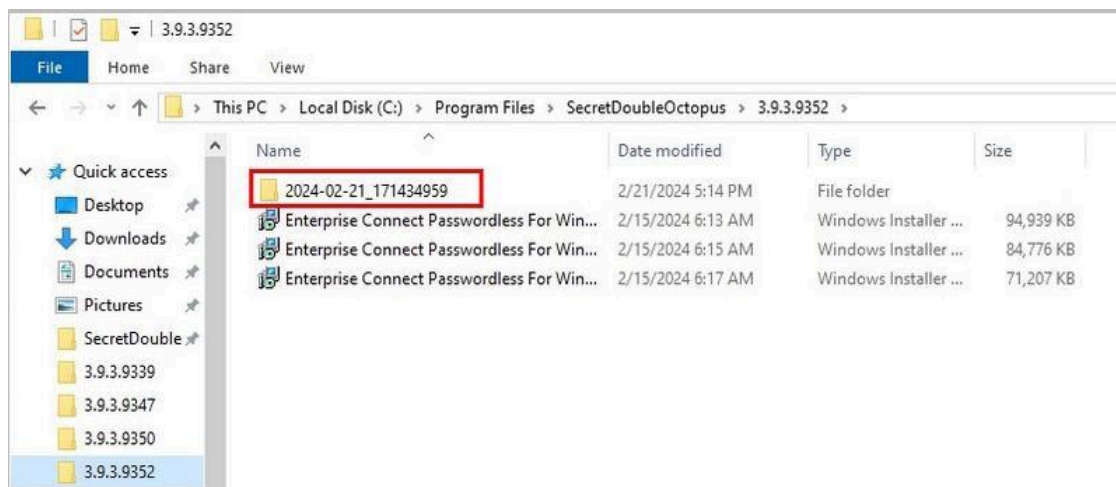 3.9.3.9352
File Home Share View
This PC > Local Disk (C:) > Program Files > SecretDoubleOctopus > 3.9.3.9352 >
Name Date modified Type Size
Quick access
Desktop
Downloads
Documents
Pictures
SecretDouble
3.9.3.9339
3.9.3.9347
3.9.3.9350
3.9.3.9352
2024-02-21_171434959 2/21/2024 5:14 PM File folder
Enterprise Connect Passwordless For Win... 2/15/2024 6:13 AM Windows Installer ... 94,939 KB
Enterprise Connect Passwordless For Win... 2/15/2024 6:15 AM Windows Installer ... 84,776 KB
Enterprise Connect Passwordless For Win... 2/15/2024 6:17 AM Windows Installer ... 71,207 KB